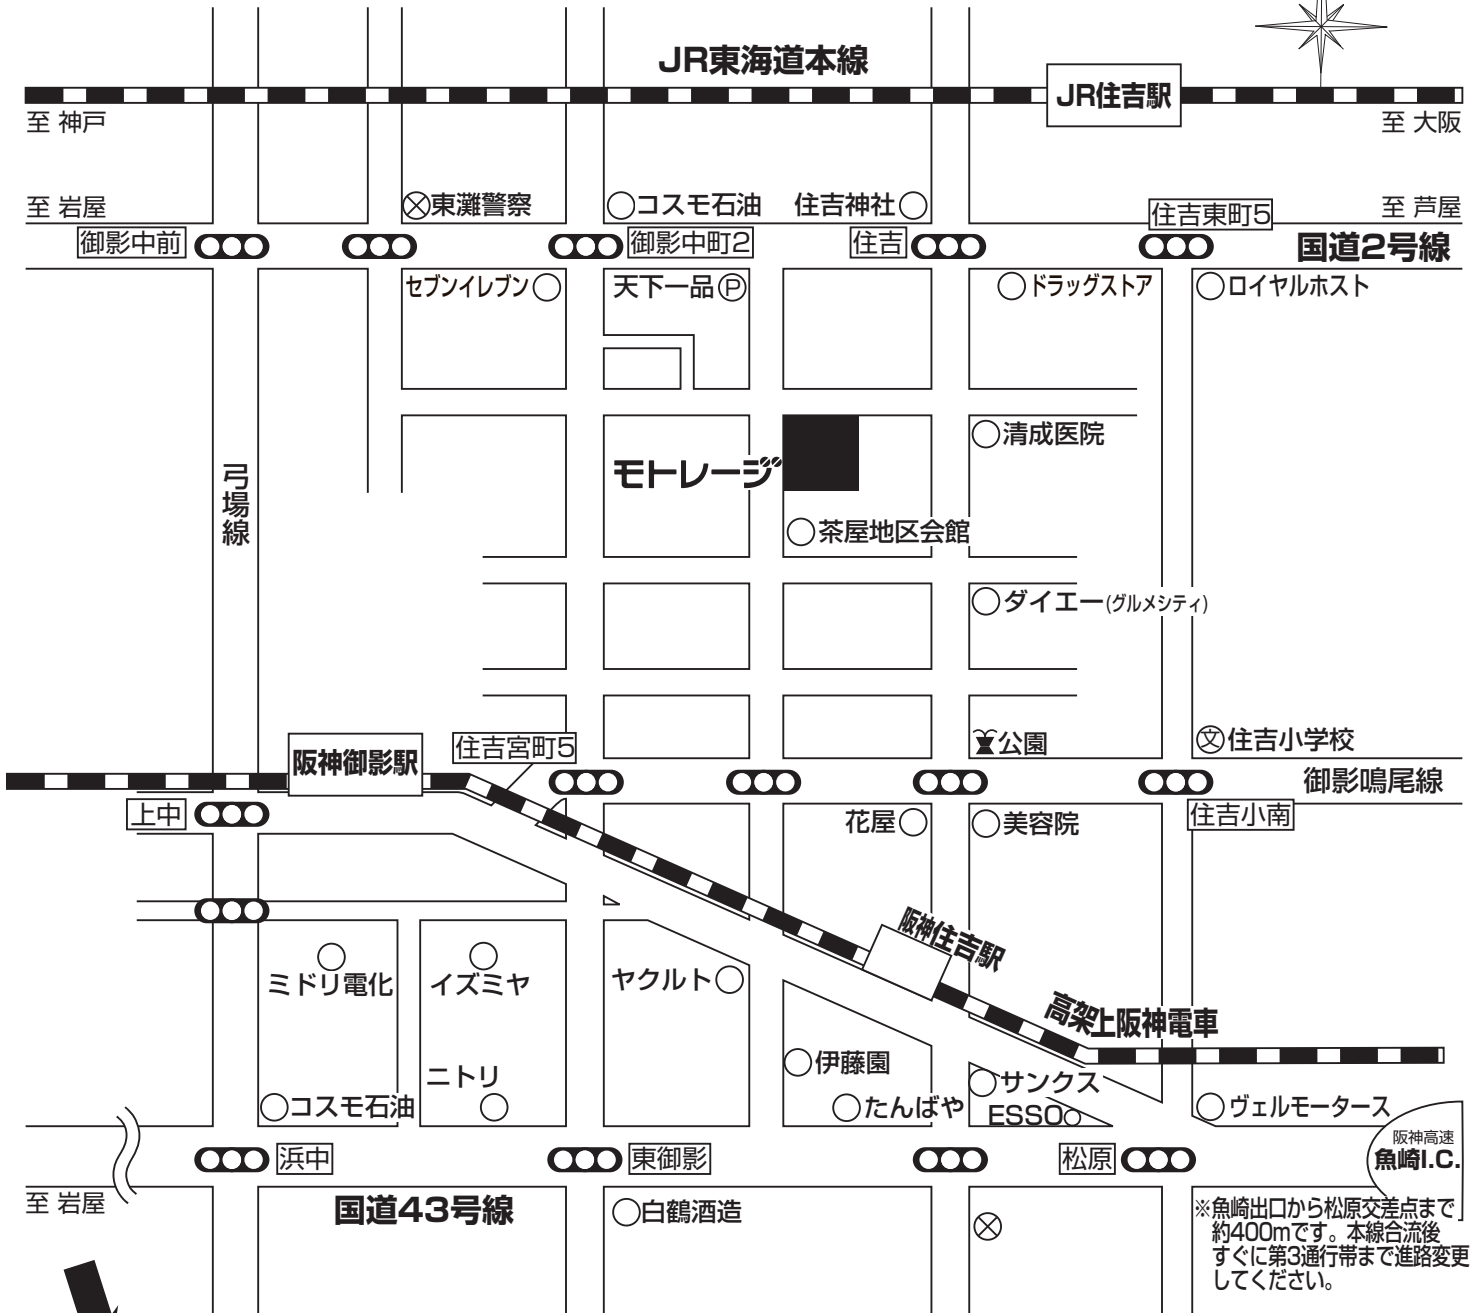 JR東海道本線
JR住吉駅
至 神戸
至 大阪
至 岩屋
東灘警察
コスモ石油
住吉神社
住吉東町5
至 芦屋
御影中前
御影中町2
住吉
国道2号線
セブンイレブン
天下一品 P
ドラッグストア
ロイヤルホスト
清成医院
モトレージ
弓場線
茶屋地区会館
ダイエー(グルメシティ)
阪神御影駅
住吉宮町5
公園
文 住吉小学校
御影鳴尾線
上中
花屋
美容院
住吉小南
阪神住吉駅
ミドリ電化
イズミヤ
ヤクルト
高架上阪神電車
伊藤園
ニトリ
サンクス
コスモ石油
たんばや
ESSO
ヴェルモータース
阪神高速
魚崎I.C.
浜中
東御影
松原
至 岩屋
国道43号線
白鶴酒造
※魚崎出口から松原交差点まで
約400mです。本線合流後
すぐに第3通行帯まで進路変更
してください。